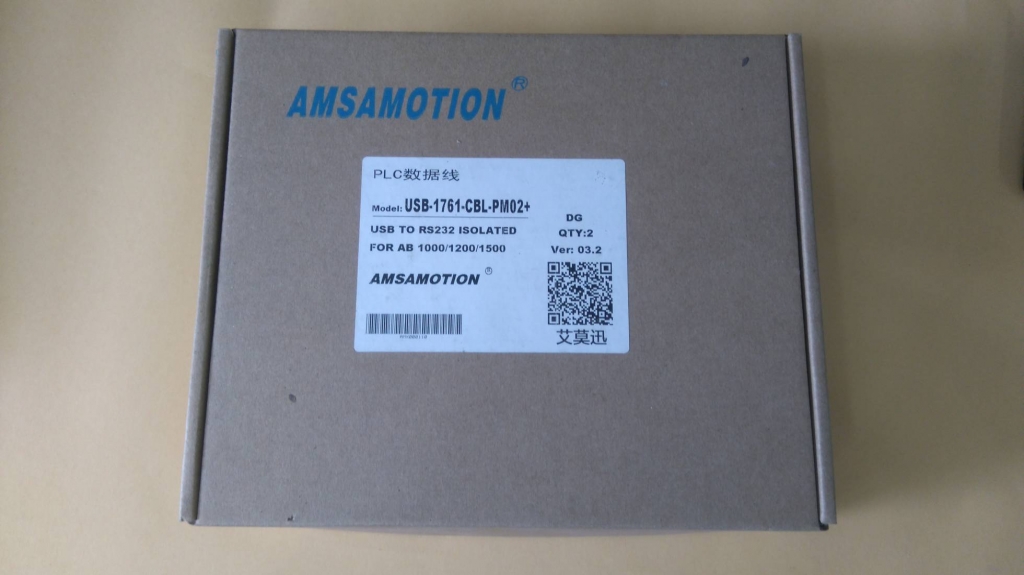 AMSAMOTION®
PLC数据线
Model: USB-1761-CBL-PM02+
USB TO RS232 ISOLATED
FOR AB 1000/1200/1500
DG
QTY:2
Ver: 03.2
AMSAMOTION®
艾莫迅